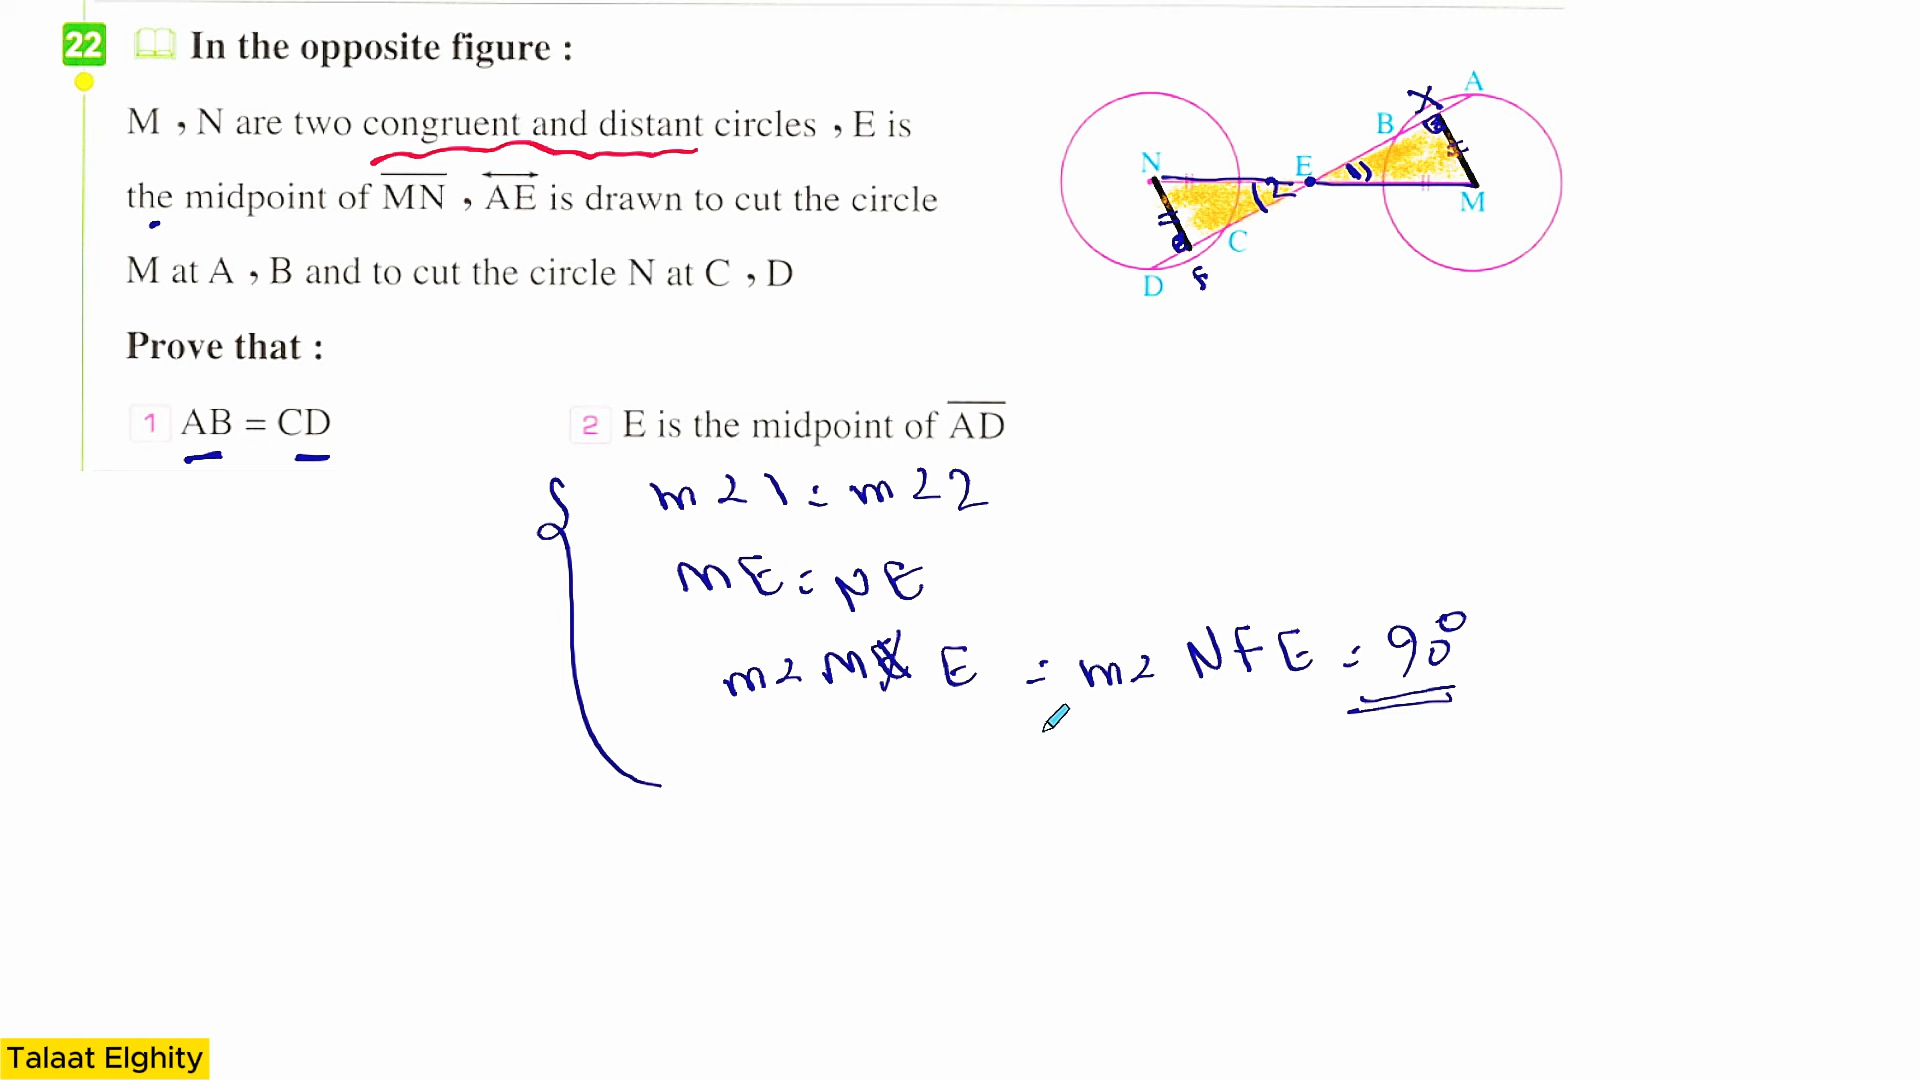 22 In the opposite figure :
M , N are two congruent and distant circles , E is
the midpoint of MN , AE is drawn to cut the circle
M at A , B and to cut the circle N at C , D
Prove that :
1 AB = CD
2 E is the midpoint of AD
A
X
B
N
E
1
2
M
C
D
F
m∠1 = m∠2
ME = NE
m∠MXE = m∠NFE = 90°
Talaat Elghity